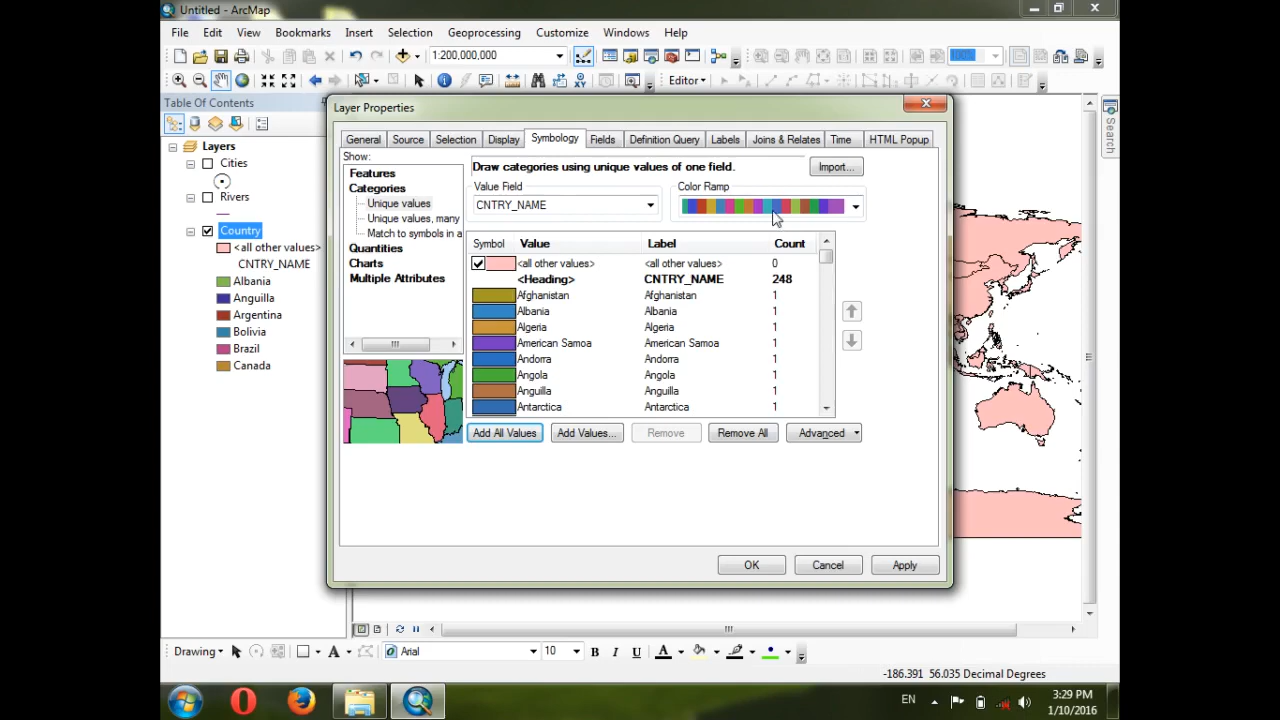 Untitled - ArcMap
File Edit View Bookmarks Insert Selection Geoprocessing Customize Windows Help
1:200,000,000 100%
Editor
Table Of Contents
Layers
Cities
Rivers
Country
<all other values>
CNTRY_NAME
Albania
Anguilla
Argentina
Bolivia
Brazil
Canada
Layer Properties
General Source Selection Display Symbology Fields Definition Query Labels Joins & Relates Time HTML Popup
Show:
Features
Categories
Unique values
Unique values, many
Match to symbols in a
Quantities
Charts
Multiple Attributes
Draw categories using unique values of one field.
Import...
Value Field
CNTRY_NAME
Color Ramp
Symbol Value Label Count
<all other values> <all other values> 0
<Heading> CNTRY_NAME 248
Afghanistan Afghanistan 1
Albania Albania 1
Algeria Algeria 1
American Samoa American Samoa 1
Andorra Andorra 1
Angola Angola 1
Anguilla Anguilla 1
Antarctica Antarctica 1
Add All Values Add Values... Remove Remove All Advanced
OK Cancel Apply
Search
Drawing A Arial 10 B I U A
-186.391 56.035 Decimal Degrees
EN
3:29 PM
1/10/2016